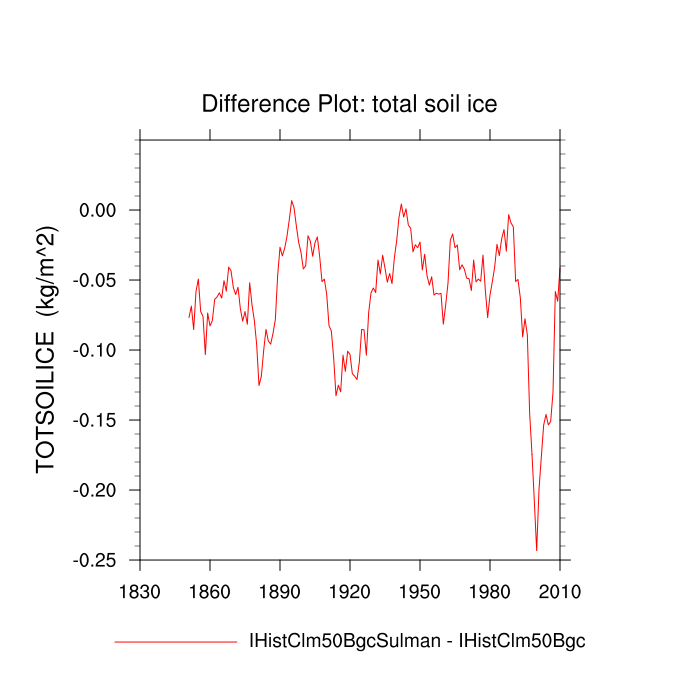 Difference Plot: total soil ice
TOTSOILICE (kg/m^2)
0.00
-0.05
-0.10
-0.15
-0.20
-0.25
1830 1860 1890 1920 1950 1980 2010
IHistClm50BgcSulman - IHistClm50Bgc